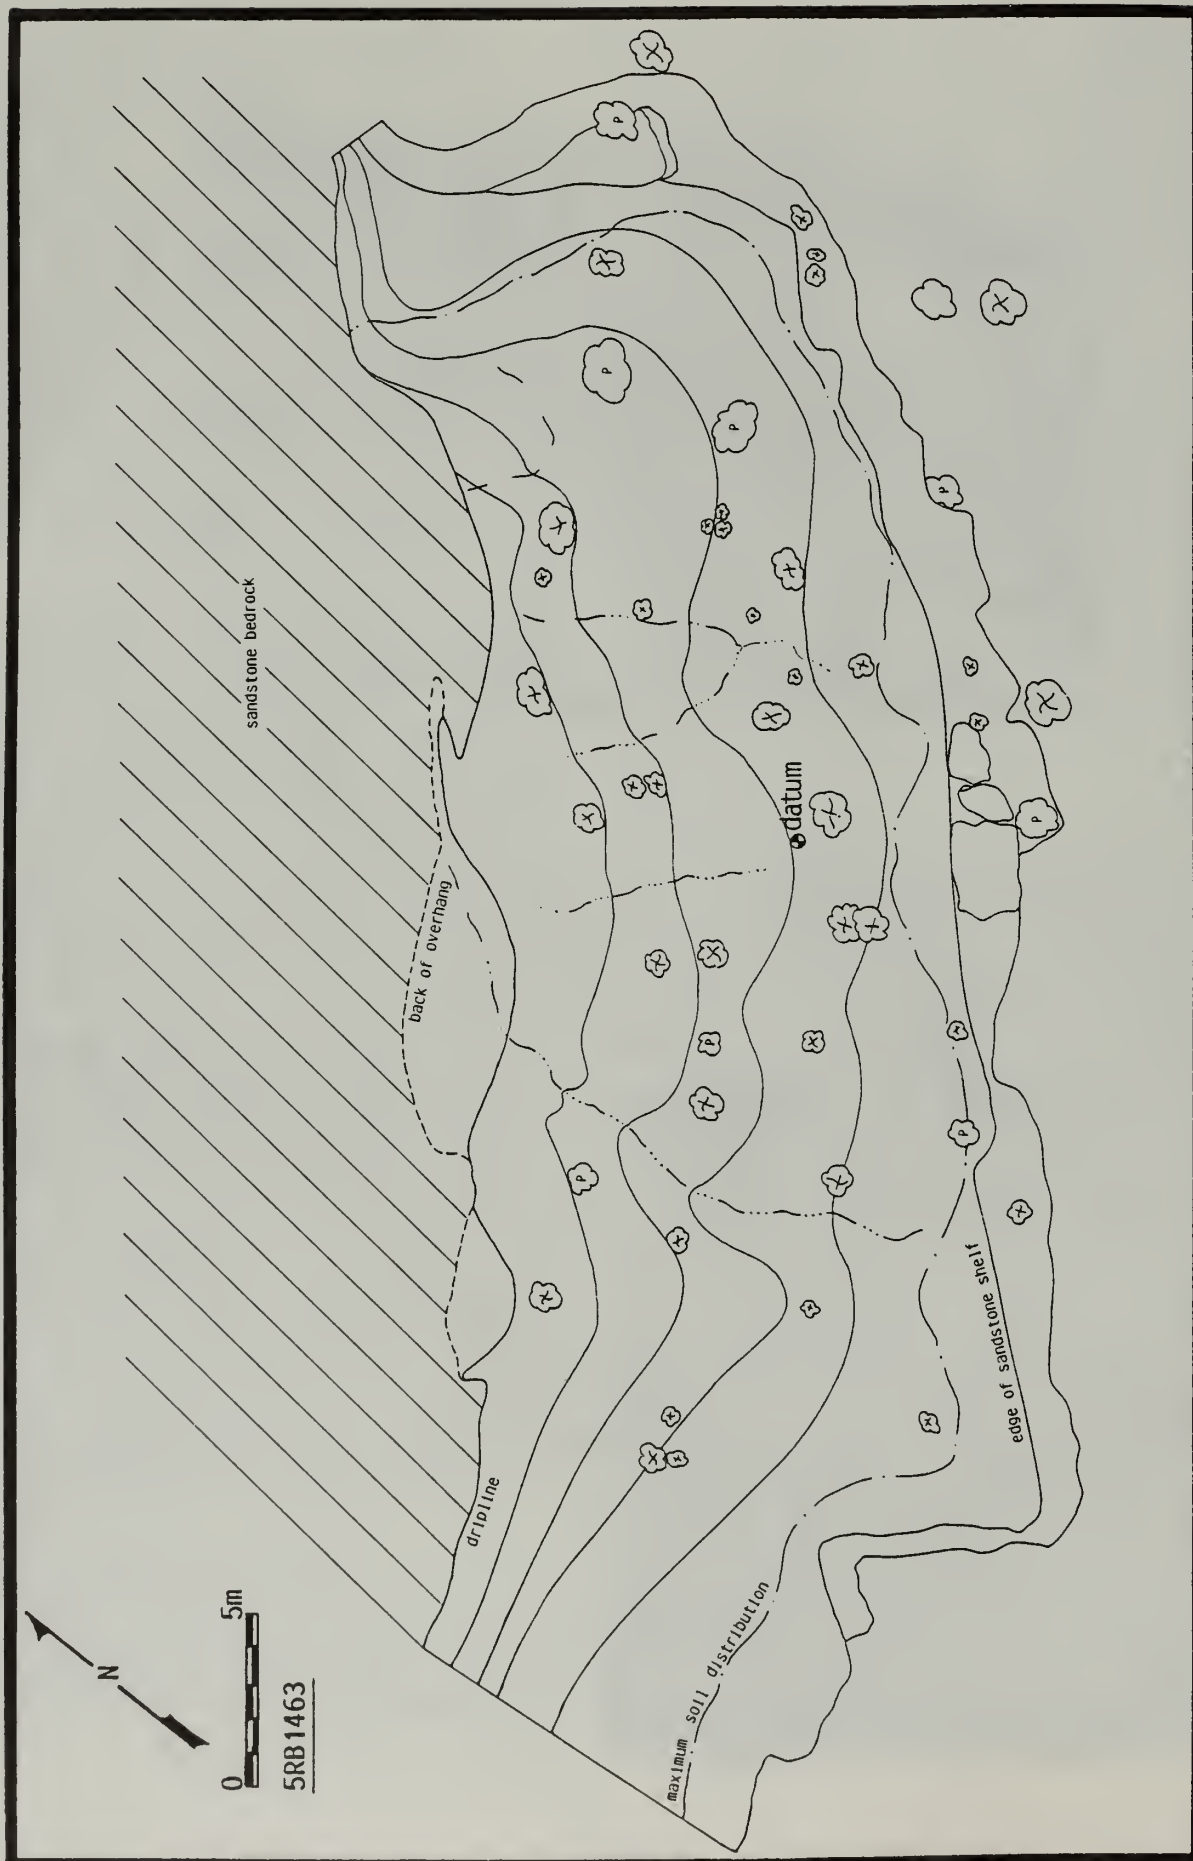 sandstone bedrock
back of overhang
datum
dripline
edge of sandstone shelf
maximum soil distribution
N
0 5m
5RB1463